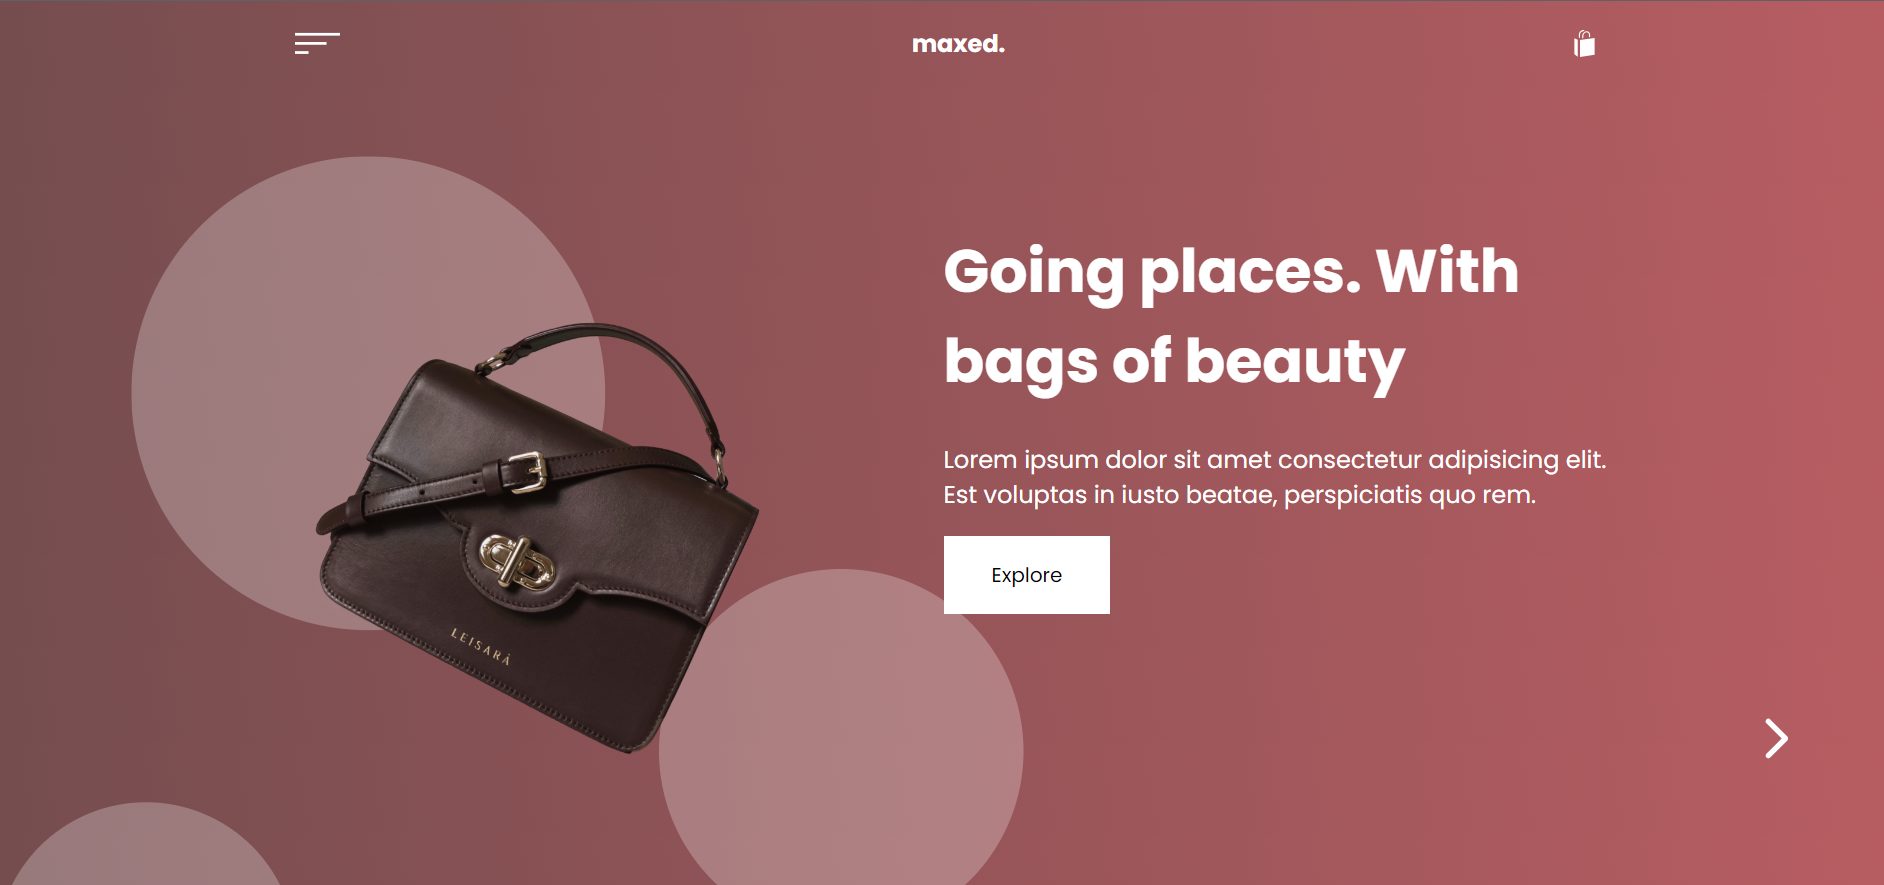 maxed.
Going places. With
bags of beauty
Lorem ipsum dolor sit amet consectetur adipisicing elit.
Est voluptas in iusto beatae, perspiciatis quo rem.
Explore
LEISARÁ